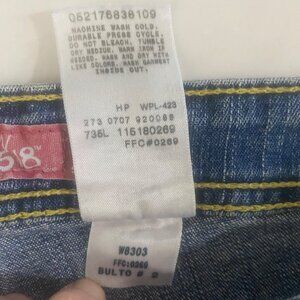 052176838109
MACHINE WASH COLD.
DURABLE PRESS CYCLE.
DO NOT BLEACH. TUMBLE
DRY MEDIUM. WARM IRON IF
NEEDED. WASH AND DRY WITH
LIKE COLORS. WASH GARMENT
INSIDE OUT.
HP WPL-423
273 0707 920088
735L 115180269
FFC#0269
W8303
FFC:0269
BULTO # 2